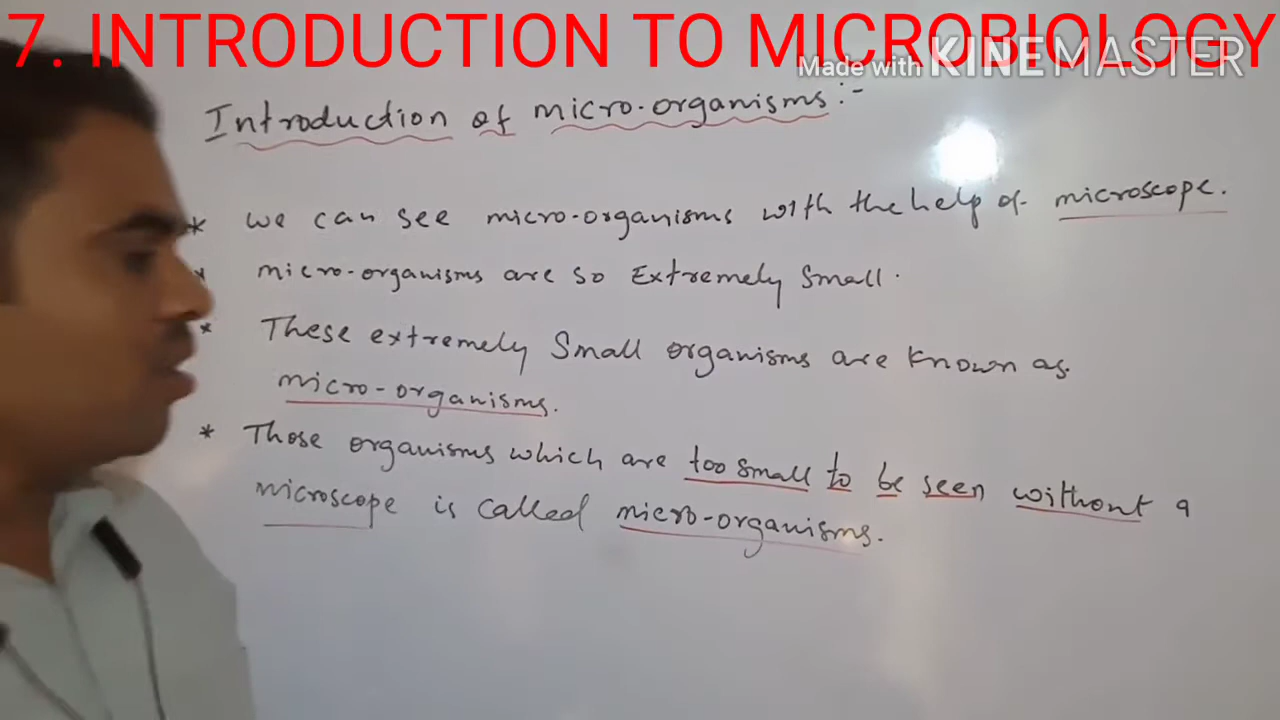 7. INTRODUCTION TO MICROBIOLOGY
Made with KINEMASTER
Introduction of micro-organisms:-
* We can see micro-organisms with the help of microscope.
* micro-organisms are so Extremely small.
* These extremely small organisms are known as.
micro-organisms.
* Those organisms which are too small to be seen without a
microscope is called micro-organisms.